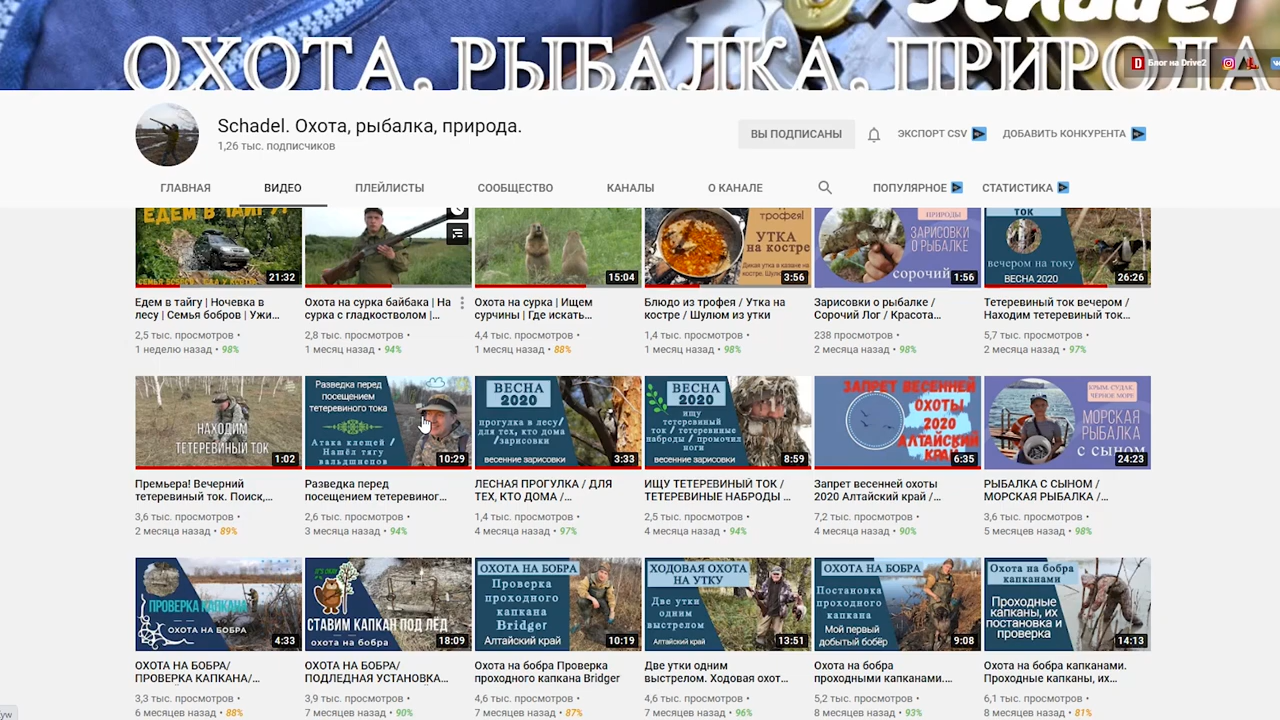 Schadel
ОХОТА. РЫБАЛКА. ПРИРОДА
Блог на Drive2
Schadel. Охота, рыбалка, природа.
1,26 тыс. подписчиков
ВЫ ПОДПИСАНЫ
ЭКСПОРТ CSV
ДОБАВИТЬ КОНКУРЕНТА
ГЛАВНАЯ
ВИДЕО
ПЛЕЙЛИСТЫ
СООБЩЕСТВО
КАНАЛЫ
О КАНАЛЕ
ПОПУЛЯРНОЕ
СТАТИСТИКА
ЕДЕМ В ТАЙГУ!
21:32
15:04
трофея!
УТКА
на костре
Дикая утка в казане на
костре. Шулюм
3:56
ПРИРОДЫ
ЗАРИСОВКИ
О РЫБАЛКЕ
сорочий
1:56
ТОК
вечером на току
ВЕСНА 2020
26:26
Едем в тайгу | Ночевка в
лесу | Семья бобров | Ужи...
2,5 тыс. просмотров •
1 неделю назад • 98%
Охота на сурка байбака | На
сурка с гладкостволом |...
2,8 тыс. просмотров •
1 месяц назад • 94%
Охота на сурка | Ищем
сурчины | Где искать...
4,4 тыс. просмотров •
1 месяц назад • 88%
Блюдо из трофея / Утка на
костре / Шулюм из утки
1,4 тыс. просмотров •
1 месяц назад • 98%
Зарисовки о рыбалке /
Сорочий Лог / Красота...
238 просмотров •
2 месяца назад • 98%
Тетеревиный ток вечером /
Находим тетеревиный ток...
5,7 тыс. просмотров •
2 месяца назад • 97%
НАХОДИМ
ТЕТЕРЕВИНЫЙ ТОК
1:02
Разведка перед
посещением
тетеревиного тока
Атака клещей /
Нашёл тягу
вальдшнепов
10:29
ВЕСНА
2020
прогулка в лесу/
для тех, кто дома
/зарисовки
весенние зарисовки
3:33
ВЕСНА
2020
ищу
тетеревиный
ток / тетеревиные
наброды / промочил
ноги
весенние зарисовки
8:59
ЗАПРЕТ ВЕСЕННЕЙ
ОХОТЫ
2020
АЛТАЙСКИЙ
КРАЙ
6:35
КРЫМ. СУДАК.
ЧЕРНОЕ МОРЕ
МОРСКАЯ
РЫБАЛКА
С СЫНОМ
24:23
Премьера! Вечерний
тетеревиный ток. Поиск,...
3,6 тыс. просмотров •
2 месяца назад • 89%
Разведка перед
посещением тетеревиног...
2,6 тыс. просмотров •
3 месяца назад • 94%
ЛЕСНАЯ ПРОГУЛКА / ДЛЯ
ТЕХ, КТО ДОМА /...
1,4 тыс. просмотров •
4 месяца назад • 97%
ИЩУ ТЕТЕРЕВИНЫЙ ТОК /
ТЕТЕРЕВИНЫЕ НАБРОДЫ ...
2,5 тыс. просмотров •
4 месяца назад • 94%
Запрет весенней охоты
2020 Алтайский край /...
7,2 тыс. просмотров •
4 месяца назад • 90%
РЫБАЛКА С СЫНОМ /
МОРСКАЯ РЫБАЛКА /...
3,6 тыс. просмотров •
5 месяцев назад • 98%
ПРОВЕРКА КАПКАНА
ОХОТА НА БОБРА
4:33
СТАВИМ КАПКАН ПОД ЛЁД
охота на бобра
18:09
ОХОТА НА БОБРА
Проверка
проходного
капкана
Bridger
Алтайский край
10:19
ХОДОВАЯ ОХОТА
НА УТКУ
Две утки
одним
выстрелом
Алтайский край
13:51
ОХОТА НА БОБРА
Постановка
проходного
капкана
Мой первый
добытый бобёр
9:08
Охота на бобра
капканами
Проходные
капканы, их
постановка и
проверка
14:13
ОХОТА НА БОБРА/
ПРОВЕРКА КАПКАНА/...
3,3 тыс. просмотров •
6 месяцев назад • 88%
ОХОТА НА БОБРА/
ПОДЛЕДНАЯ УСТАНОВКА...
3,9 тыс. просмотров •
7 месяцев назад • 90%
Охота на бобра Проверка
проходного капкана Bridger
4,6 тыс. просмотров •
7 месяцев назад • 87%
Две утки одним
выстрелом. Ходовая охот...
4,6 тыс. просмотров •
7 месяцев назад • 96%
Охота на бобра
проходными капканами....
5,2 тыс. просмотров •
8 месяцев назад • 93%
Охота на бобра капканами.
Проходные капканы, их...
6,1 тыс. просмотров •
8 месяцев назад • 81%